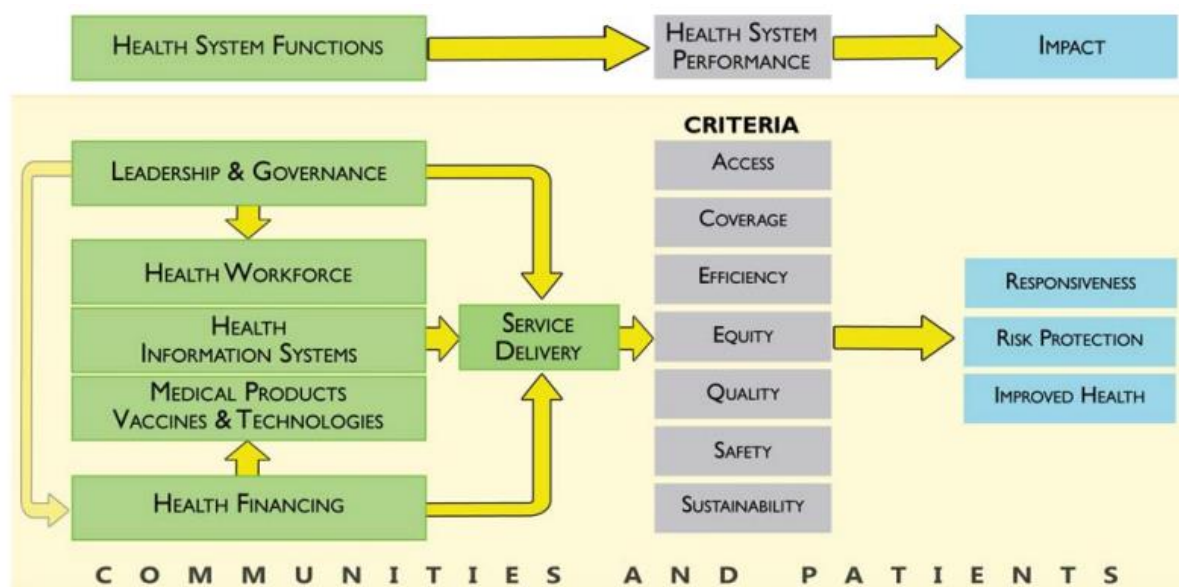 HEALTH SYSTEM FUNCTIONS
HEALTH SYSTEM
PERFORMANCE
IMPACT
CRITERIA
LEADERSHIP & GOVERNANCE
HEALTH WORKFORCE
HEALTH
INFORMATION SYSTEMS
MEDICAL PRODUCTS
VACCINES & TECHNOLOGIES
HEALTH FINANCING
SERVICE
DELIVERY
ACCESS
COVERAGE
EFFICIENCY
EQUITY
QUALITY
SAFETY
SUSTAINABILITY
RESPONSIVENESS
RISK PROTECTION
IMPROVED HEALTH
COMMUNITIES AND PATIENTS